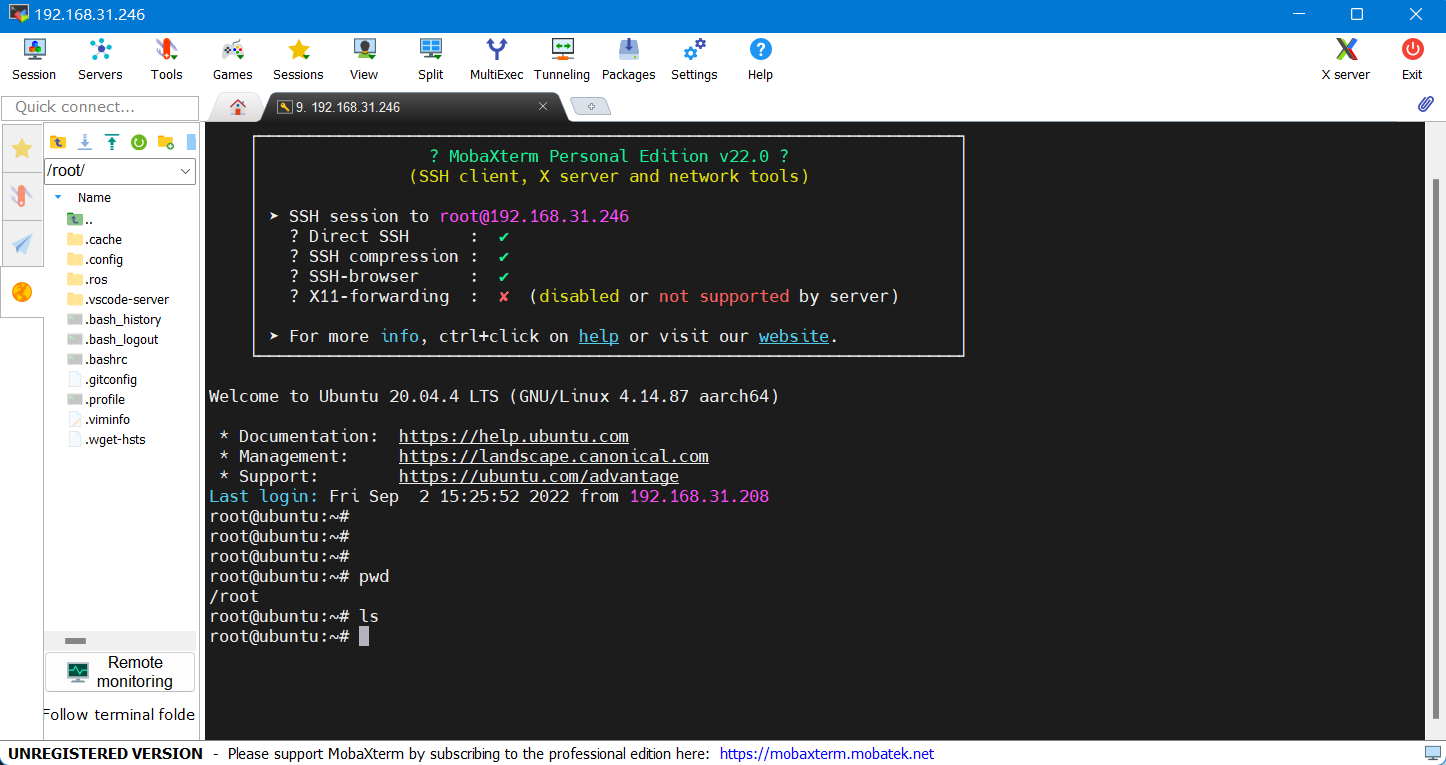 192.168.31.246
Session Servers Tools Games Sessions View Split MultiExec Tunneling Packages Settings Help X server Exit
Quick connect...
9. 192.168.31.246
/root/
Name
..
.cache
.config
.ros
.vscode-server
.bash_history
.bash_logout
.bashrc
.gitconfig
.profile
.viminfo
.wget-hsts
Remote
monitoring
Follow terminal folde
? MobaXterm Personal Edition v22.0 ?
(SSH client, X server and network tools)
➤ SSH session to root@192.168.31.246
? Direct SSH : ✔
? SSH compression : ✔
? SSH-browser : ✔
? X11-forwarding : ✘ (disabled or not supported by server)
➤ For more info, ctrl+click on help or visit our website.
Welcome to Ubuntu 20.04.4 LTS (GNU/Linux 4.14.87 aarch64)
* Documentation: https://help.ubuntu.com
* Management: https://landscape.canonical.com
* Support: https://ubuntu.com/advantage
Last login: Fri Sep 2 15:25:52 2022 from 192.168.31.208
root@ubuntu:~#
root@ubuntu:~#
root@ubuntu:~#
root@ubuntu:~# pwd
/root
root@ubuntu:~# ls
root@ubuntu:~#
UNREGISTERED VERSION - Please support MobaXterm by subscribing to the professional edition here: https://mobaxterm.mobatek.net